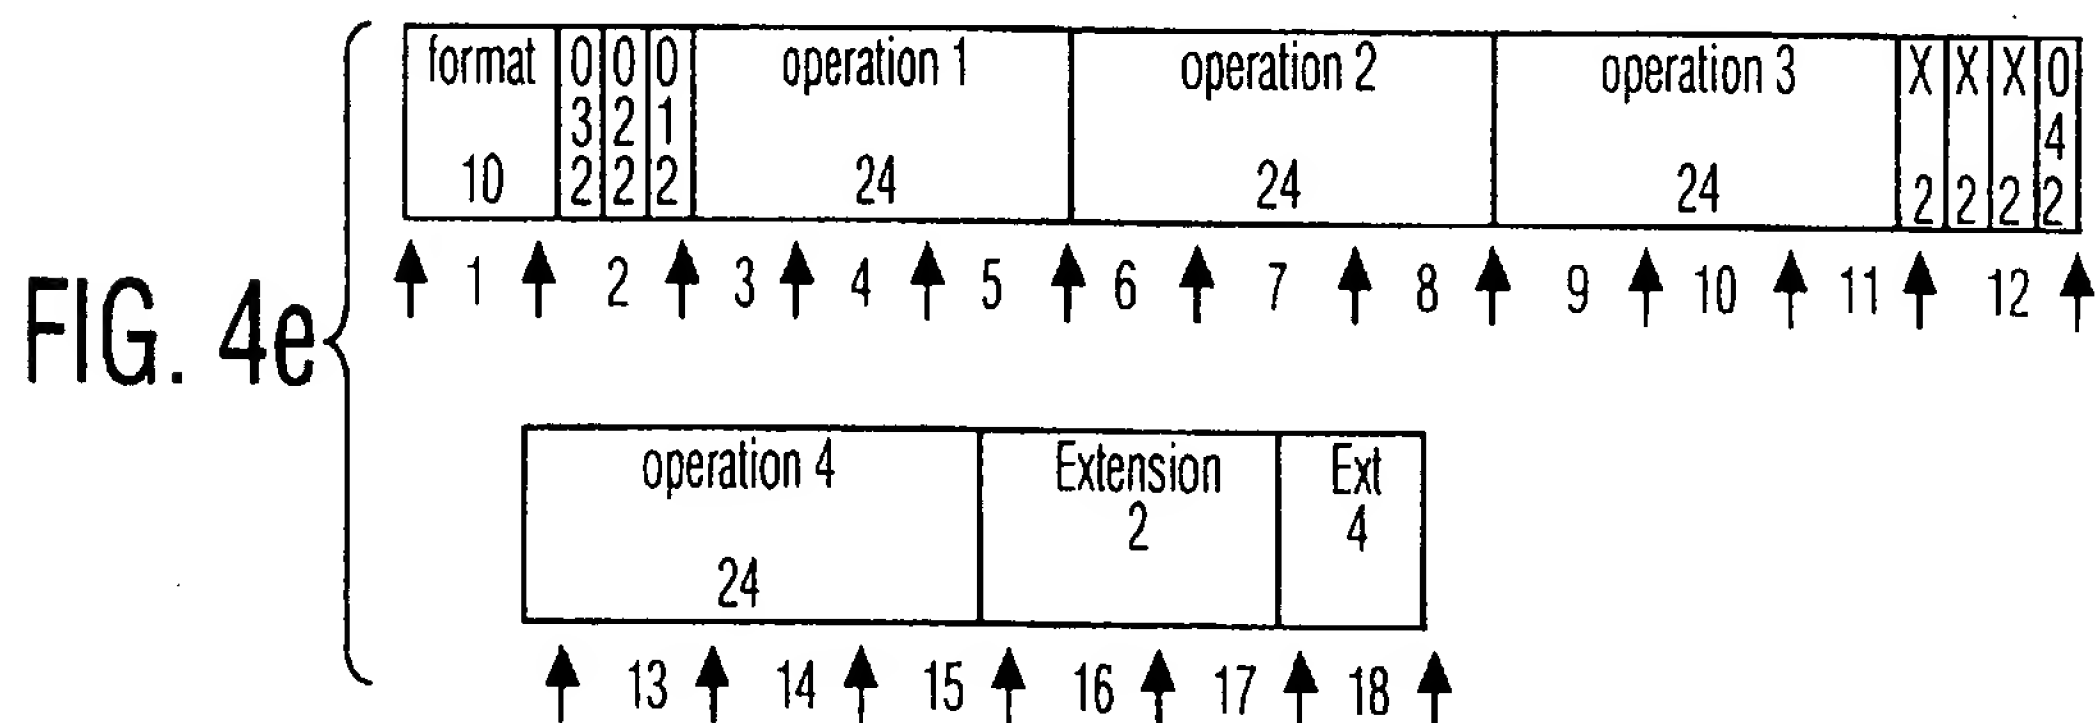 FIG. 4e
format 0 0 0 operation 1 operation 2 operation 3 X X X 0
3 2 1 4
10 2 2 2 24 24 24 2 2 2 2
1 2 3 4 5 6 7 8 9 10 11 12
operation 4 Extension Ext
2 4
24
13 14 15 16 17 18